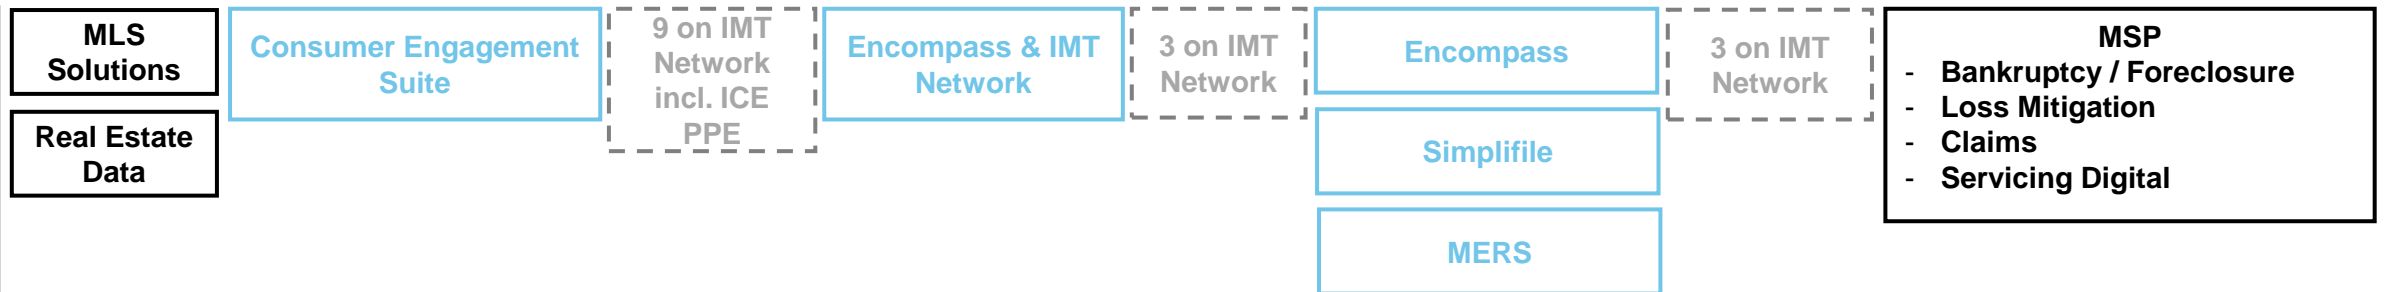 MLS
Solutions
Real Estate
Data
Consumer Engagement
Suite
9 on IMT
Network
incl. ICE
PPE
Encompass & IMT
Network
3 on IMT
Network
Encompass
Simplifile
MERS
3 on IMT
Network
MSP
- Bankruptcy / Foreclosure
- Loss Mitigation
- Claims
- Servicing Digital